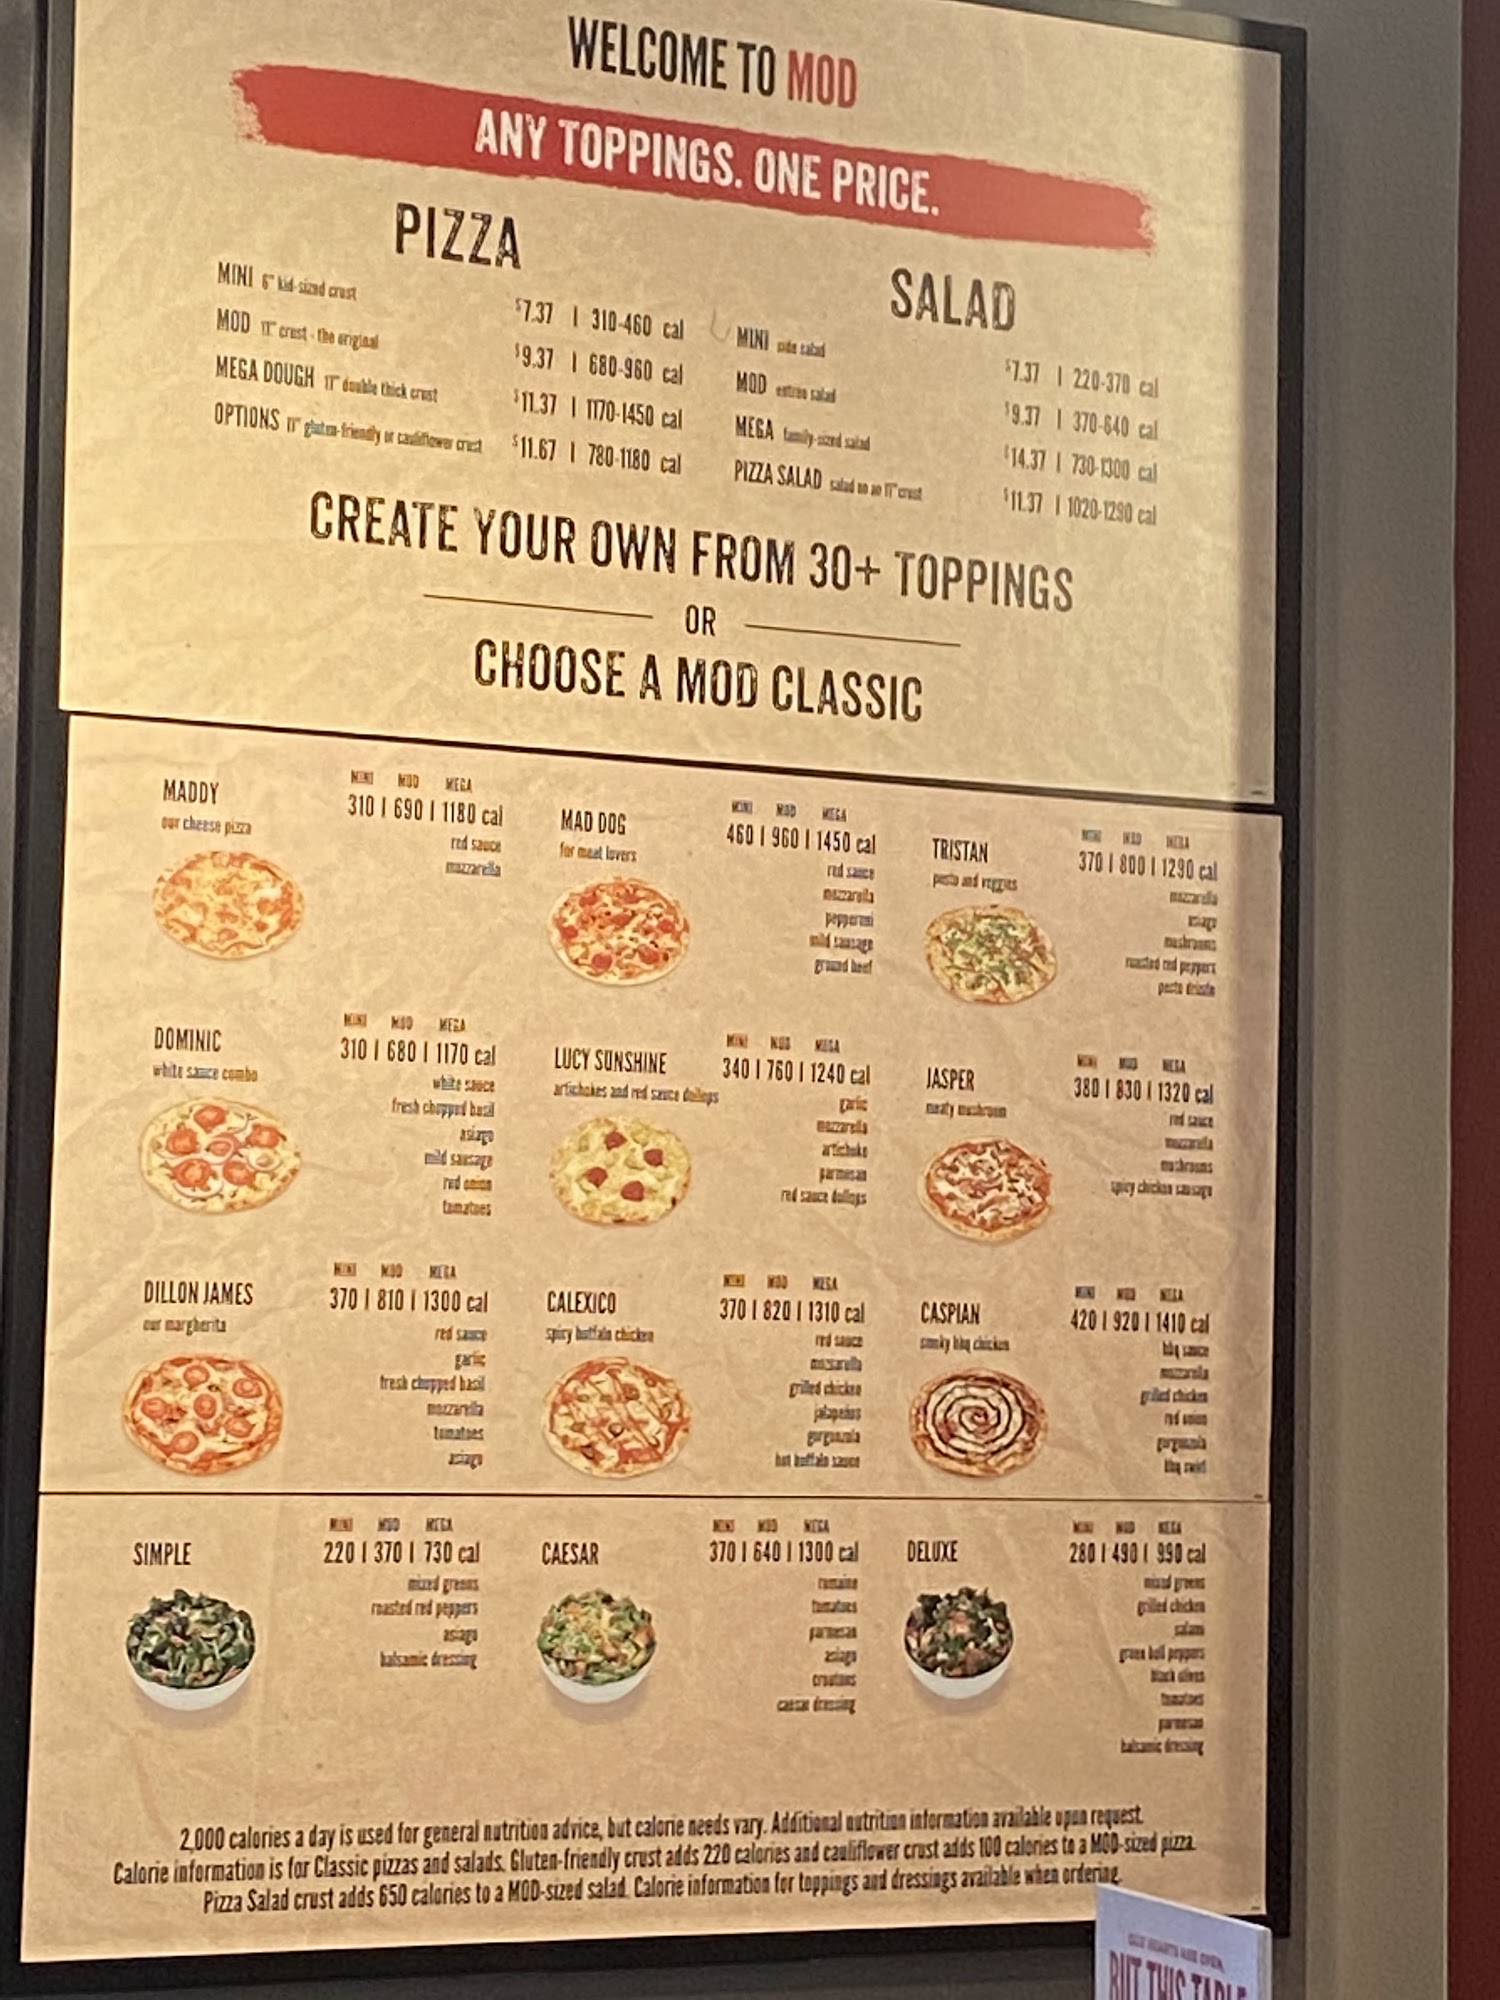 WELCOME TO MOD
ANY TOPPINGS. ONE PRICE.
PIZZA
MINI 6" kid-sized crust $7.37 | 310-460 cal
MOD 11" crust - the original $9.37 | 680-960 cal
MEGA DOUGH 11" double thick crust $11.37 | 1170-1450 cal
OPTIONS 11" gluten-friendly or cauliflower crust $11.67 | 780-1180 cal
SALAD
MINI side salad $7.37 | 220-370 cal
MOD entree salad $9.37 | 370-640 cal
MEGA family-sized salad $14.37 | 730-1300 cal
PIZZA SALAD salad on an 11" crust $11.37 | 1020-1290 cal
CREATE YOUR OWN FROM 30+ TOPPINGS
OR
CHOOSE A MOD CLASSIC
MADDY
our cheese pizza
MINI MOD MEGA
310 | 690 | 1180 cal
red sauce
mozzarella
MAD DOG
for meat lovers
MINI MOD MEGA
460 | 960 | 1450 cal
red sauce
mozzarella
pepperoni
mild sausage
ground beef
TRISTAN
pesto and veggies
MINI MOD MEGA
370 | 800 | 1290 cal
mozzarella
asiago
mushrooms
roasted red peppers
pesto drizzle
DOMINIC
white sauce combo
MINI MOD MEGA
310 | 680 | 1170 cal
white sauce
fresh chopped basil
asiago
mild sausage
red onion
tomatoes
LUCY SUNSHINE
artichokes and red sauce dollops
MINI MOD MEGA
340 | 760 | 1240 cal
garlic
mozzarella
artichoke
parmesan
red sauce dollops
JASPER
meaty mushroom
MINI MOD MEGA
380 | 830 | 1320 cal
red sauce
mozzarella
mushrooms
spicy chicken sausage
DILLON JAMES
our margherita
MINI MOD MEGA
370 | 810 | 1300 cal
red sauce
garlic
fresh chopped basil
mozzarella
tomatoes
asiago
CALEXICO
spicy buffalo chicken
MINI MOD MEGA
370 | 820 | 1310 cal
red sauce
mozzarella
grilled chicken
jalapeños
gorgonzola
hot buffalo sauce
CASPIAN
smoky bbq chicken
MINI MOD MEGA
420 | 920 | 1410 cal
bbq sauce
mozzarella
grilled chicken
red onion
gorgonzola
bbq swirl
SIMPLE
MINI MOD MEGA
220 | 370 | 730 cal
mixed greens
roasted red peppers
asiago
balsamic dressing
CAESAR
MINI MOD MEGA
370 | 640 | 1300 cal
romaine
tomatoes
parmesan
asiago
croutons
caesar dressing
DELUXE
MINI MOD MEGA
280 | 490 | 990 cal
mixed greens
grilled chicken
salami
green bell peppers
black olives
tomatoes
parmesan
balsamic dressing
2,000 calories a day is used for general nutrition advice, but calorie needs vary. Additional nutrition information available upon request.
Calorie information is for Classic pizzas and salads. Gluten-friendly crust adds 220 calories and cauliflower crust adds 100 calories to a MOD-sized pizza.
Pizza Salad crust adds 650 calories to a MOD-sized salad. Calorie information for toppings and dressings available when ordering.
OUR HEARTS ARE OPEN,
BUT THIS TABLE